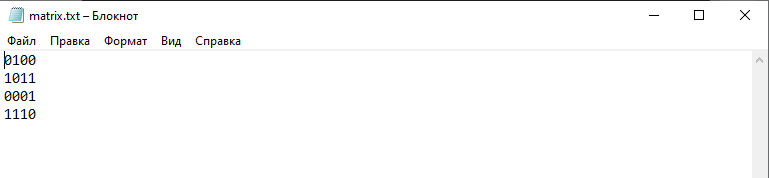 matrix.txt – Блокнот
Файл Правка Формат Вид Справка
0100
1011
0001
1110